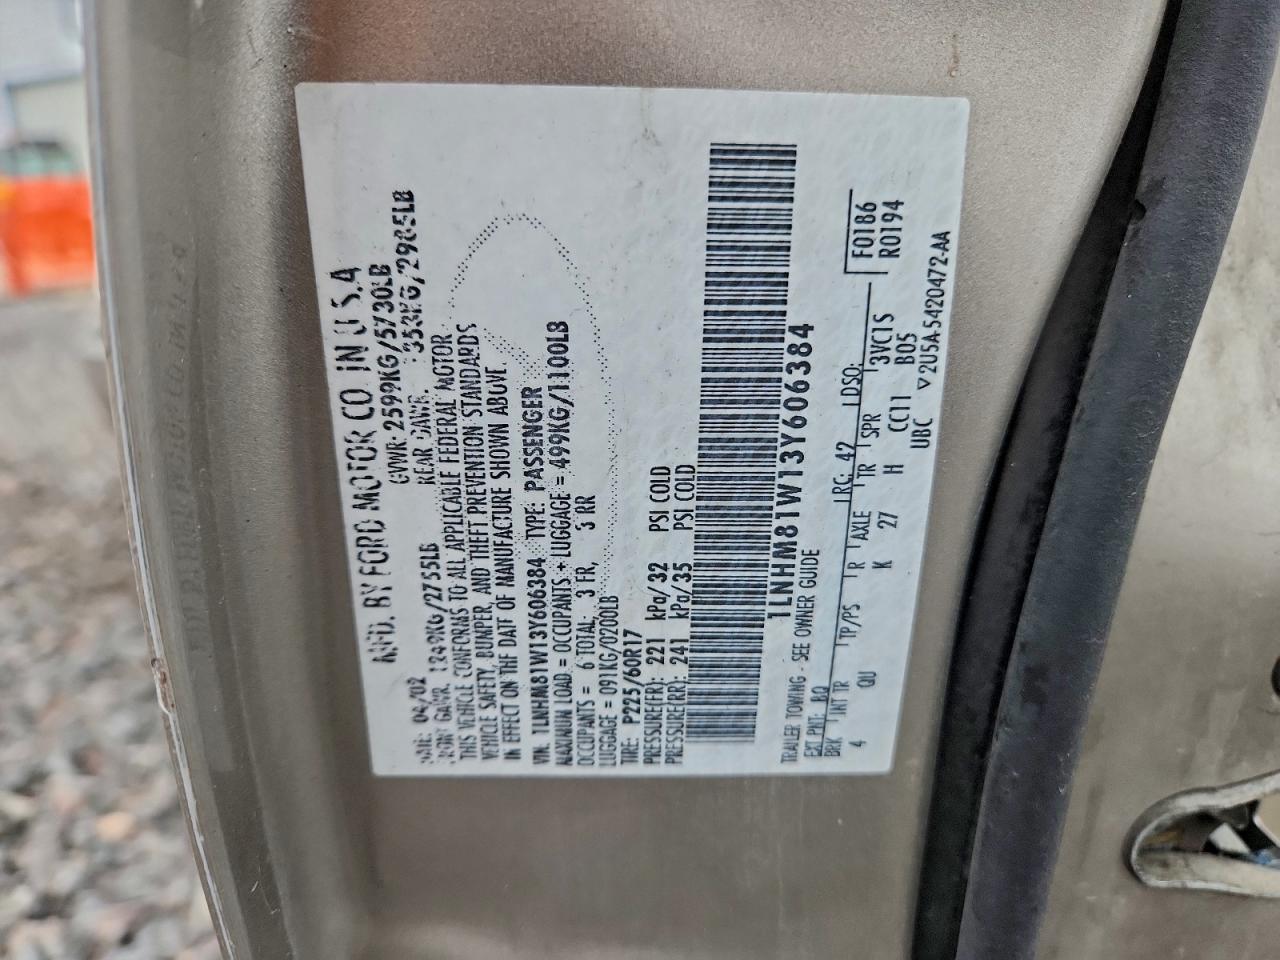 MFD. BY FORD MOTOR CO. IN U.S.A
DATE: 04/02 GVWR: 2599KG/5730LB
FRONT GAWR: 1249KG/2755LB REAR GAWR: 1353KG/2985LB
THIS VEHICLE CONFORMS TO ALL APPLICABLE FEDERAL MOTOR
VEHICLE SAFETY, BUMPER, AND THEFT PREVENTION STANDARDS
IN EFFECT ON THE DATE OF MANUFACTURE SHOWN ABOVE
VIN: 1LNHM81W13Y606384 TYPE: PASSENGER
MAXIMUM LOAD = OCCUPANTS + LUGGAGE = 499KG/1100LB
OCCUPANTS = 6 TOTAL: 3 FR, 3 RR
LUGGAGE = 091KG/0200LB
TIRE: P225/60R17
PRESSURE(FR): 221 kPa/32 PSI COLD
PRESSURE(RR): 241 kPa/35 PSI COLD
1LNHM81W13Y606384
TRAILER TOWING - SEE OWNER GUIDE
F0186
R0194
EXT PNT: BQ RC: 42 DSO:
BRK INT TR TP/PS R AXLE TR SPR 3VC1S
4 QU K 27 H CC11 B05
UBC ▽2U5A-5420472-AA